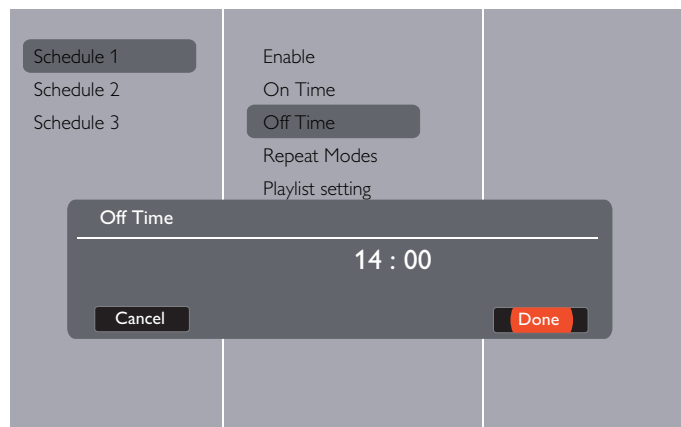 Schedule 1
Schedule 2
Schedule 3
Enable
On Time
Off Time
Repeat Modes
Playlist setting
Off Time
14 : 00
Cancel
Done